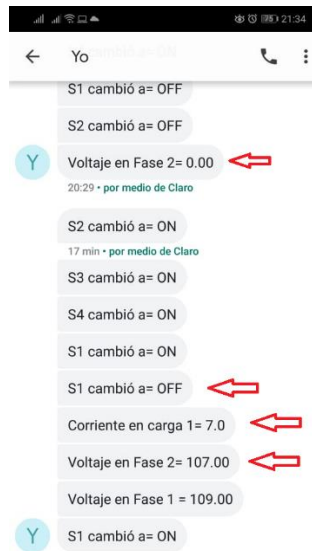 75 21:34
Yo
S1 cambió a= OFF
S2 cambió a= OFF
Y
Voltaje en Fase 2= 0.00
20:29 • por medio de Claro
S2 cambió a= ON
17 min • por medio de Claro
S3 cambió a= ON
S4 cambió a= ON
S1 cambió a= ON
S1 cambió a= OFF
Corriente en carga 1= 7.0
Voltaje en Fase 2= 107.00
Voltaje en Fase 1 = 109.00
Y
S1 cambió a= ON